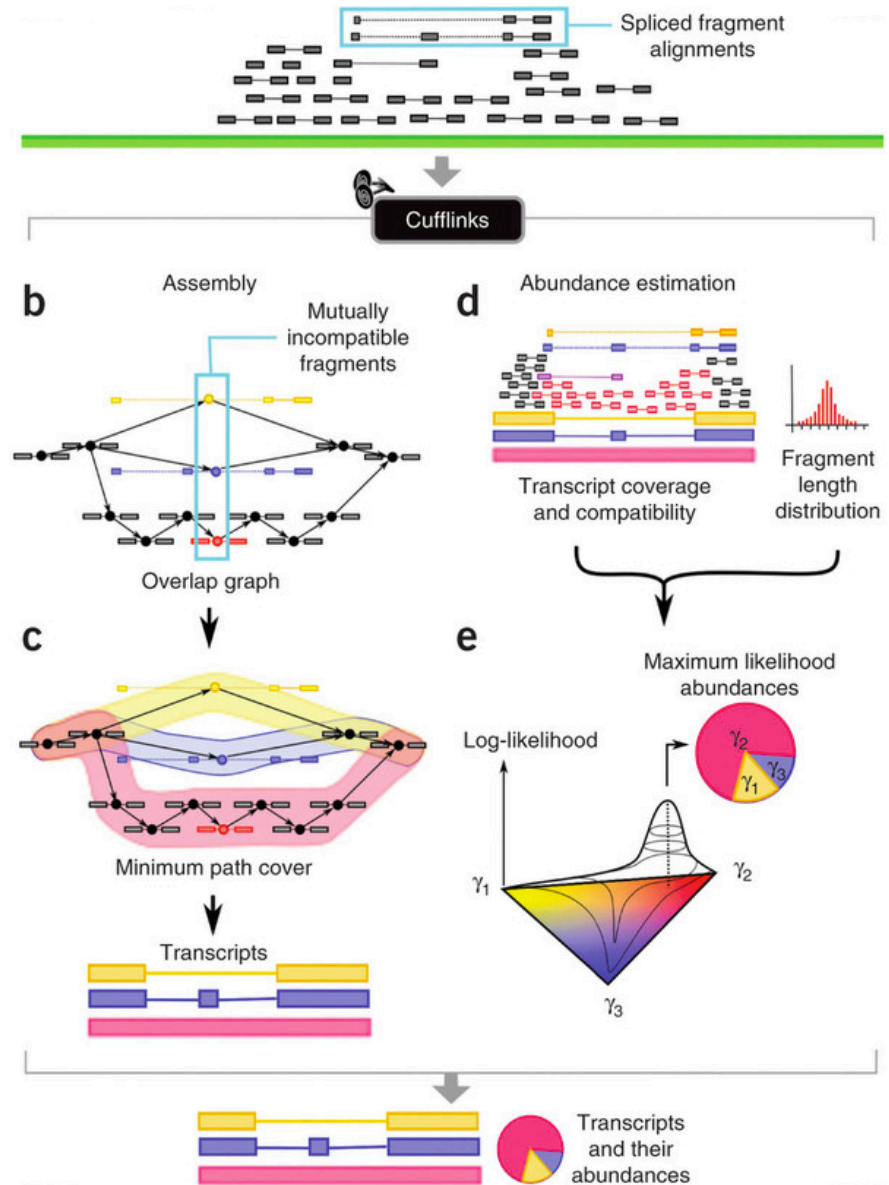 Spliced fragment
alignments
Cufflinks
b
Assembly
Mutually
incompatible
fragments
Overlap graph
c
Minimum path cover
Transcripts
d
Abundance estimation
Transcript coverage
and compatibility
Fragment
length
distribution
e
Maximum likelihood
abundances
Log-likelihood
γ2
γ1
γ3
γ1
γ2
γ3
Transcripts
and their
abundances